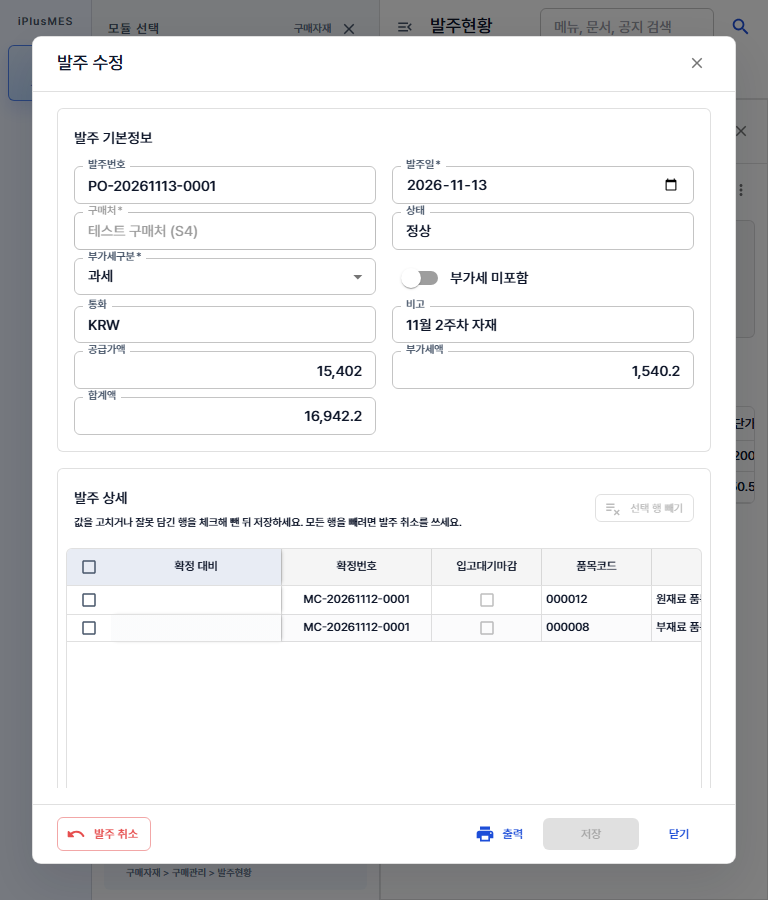 iPlusMES
모듈 선택
구매자재
발주현황
메뉴, 문서, 공지 검색
발주 수정
발주 기본정보
발주번호
PO-20261113-0001
발주일*
2026-11-13
구매처*
테스트 구매처 (S4)
상태
정상
부가세구분*
과세
부가세 미포함
통화
KRW
비고
11월 2주차 자재
공급가액
15,402
부가세액
1,540.2
합계액
16,942.2
단가
200
50.5
발주 상세
값을 고치거나 잘못 담긴 행을 체크해 뺀 뒤 저장하세요. 모든 행을 빼려면 발주 취소를 쓰세요.
선택 행 빼기
확정 대비 확정번호 입고대기마감 품목코드
MC-20261112-0001 000012 원재료 품
MC-20261112-0001 000008 부재료 품
발주 취소
출력
저장
닫기
구매자재 > 구매관리 > 발주현황